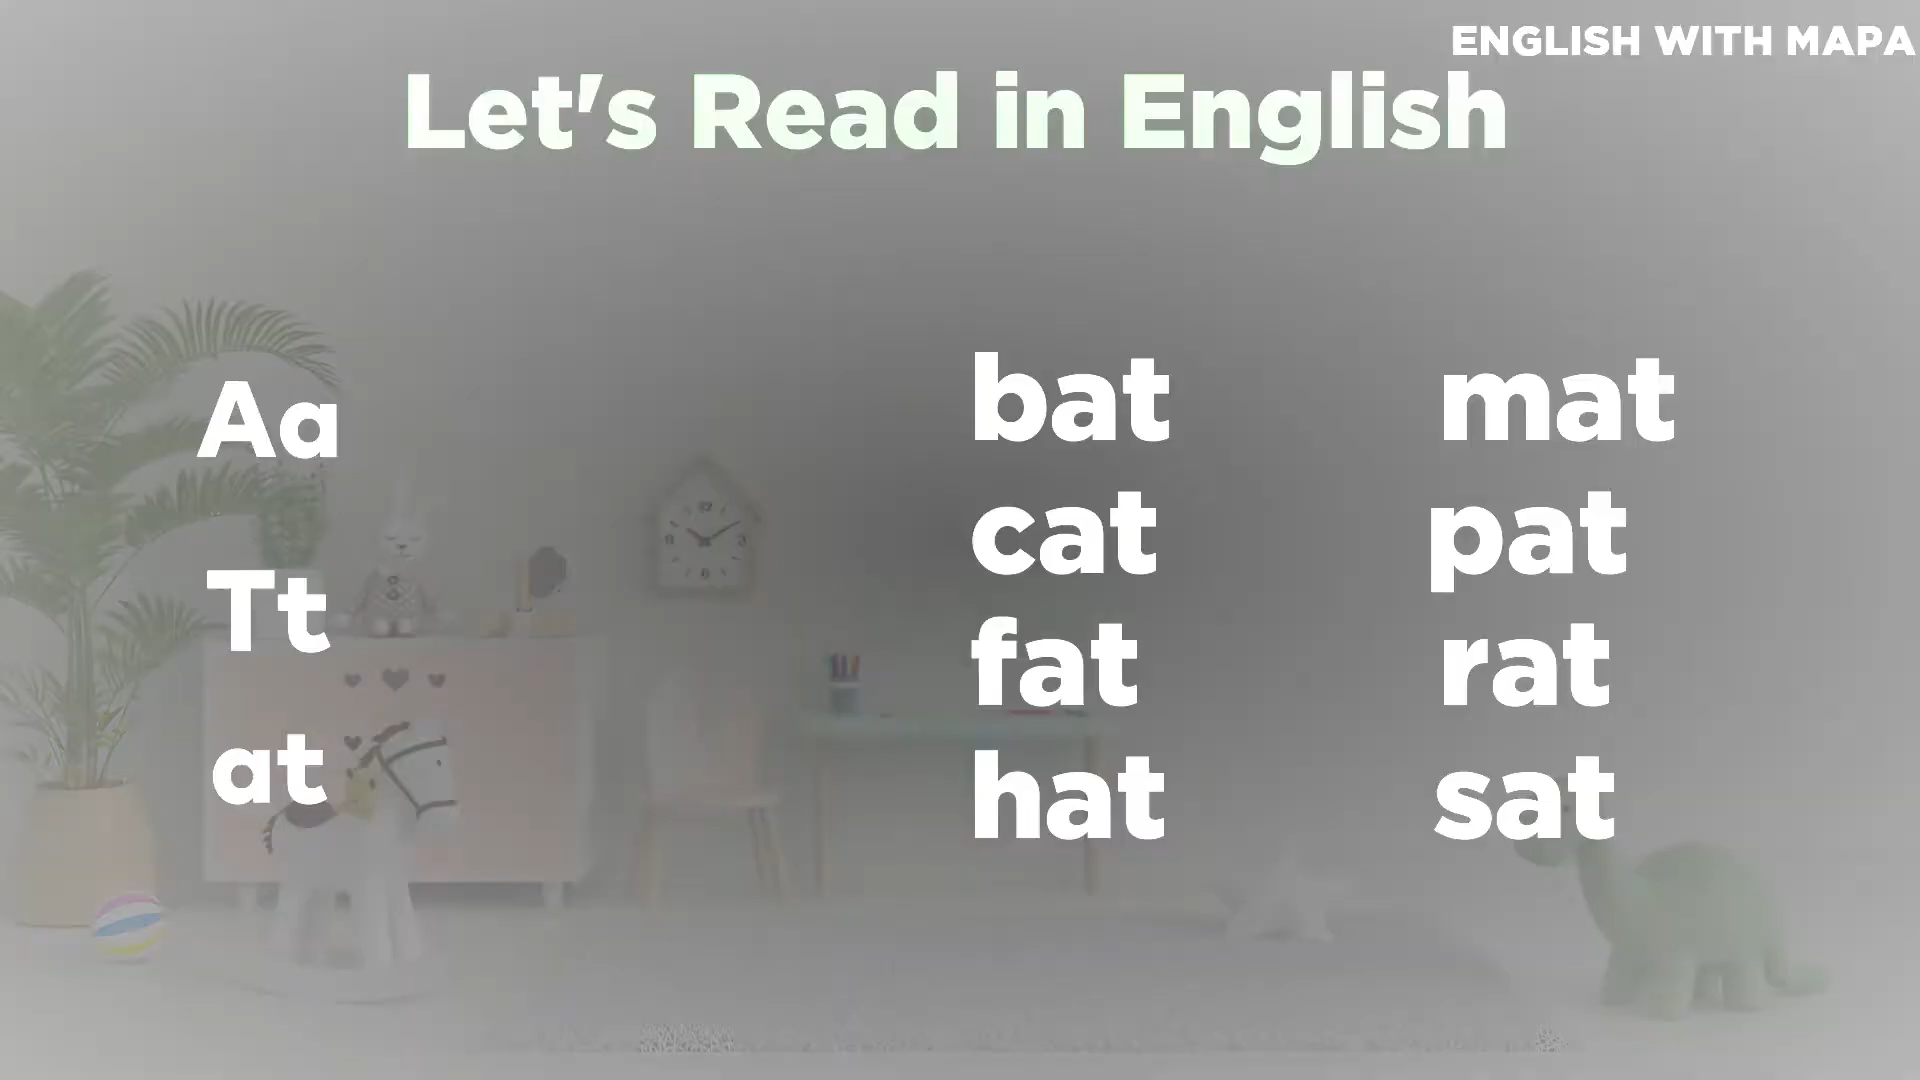 ENGLISH WITH MAPA
Let's Read in English
Aa
Tt
at
bat
cat
fat
hat
mat
pat
rat
sat